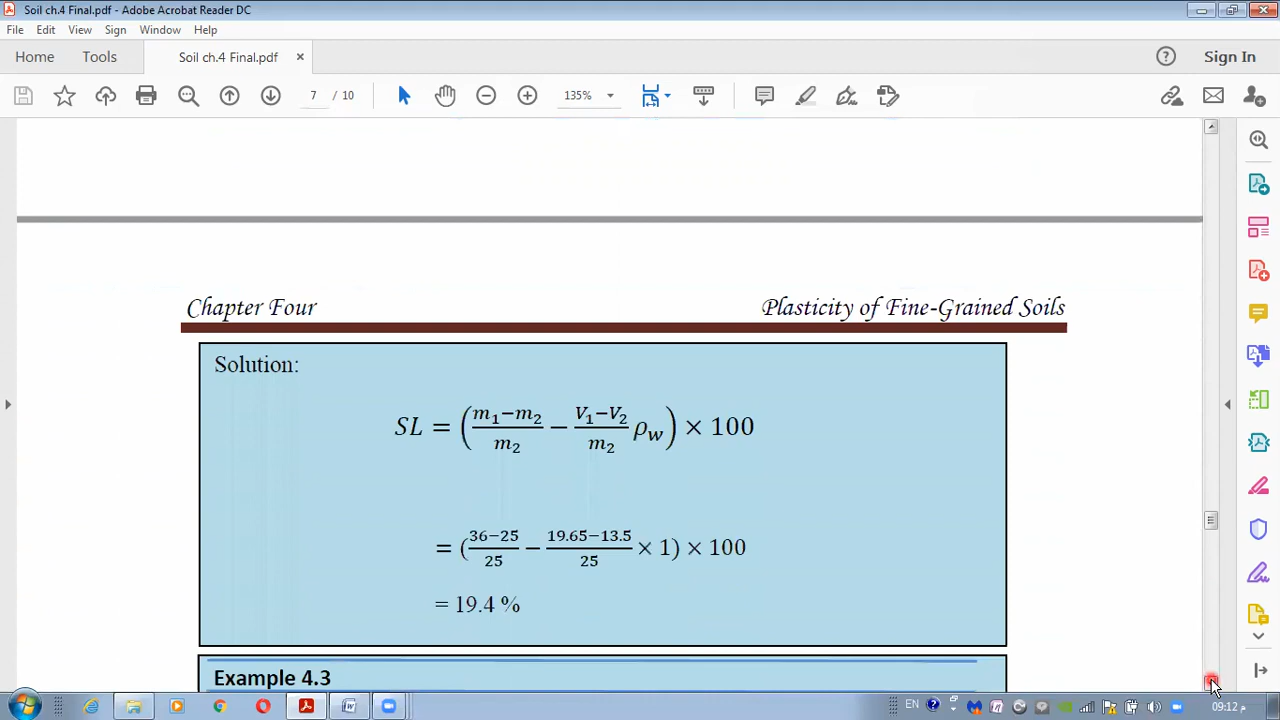 Soil ch.4 Final.pdf - Adobe Acrobat Reader DC
File Edit View Sign Window Help
Home Tools Soil ch.4 Final.pdf × Sign In
7 / 10 135%
Chapter Four Plasticity of Fine-Grained Soils
Solution:
SL = (m₁−m₂/m₂ − V₁−V₂/m₂ ρw) × 100
= (36−25/25 − 19.65−13.5/25 × 1) × 100
= 19.4 %
Example 4.3
EN 09:12 م